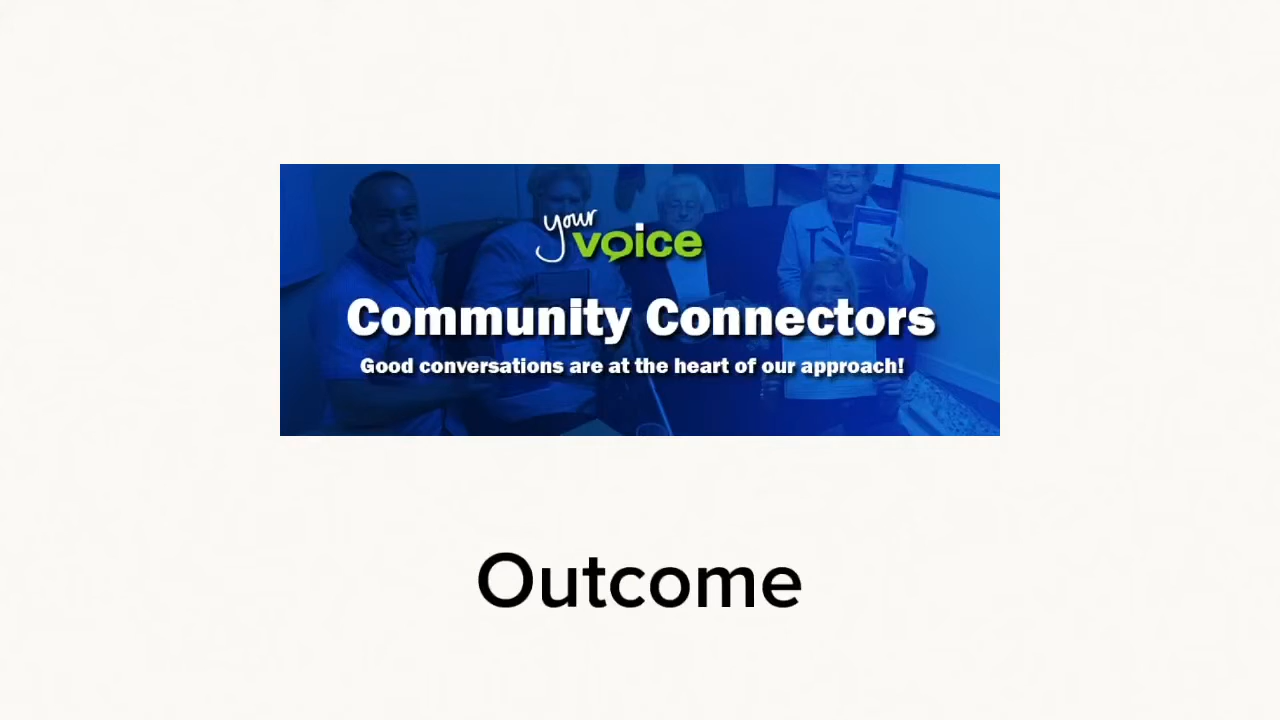 your
voice
Community Connectors
Good conversations are at the heart of our approach!
Outcome